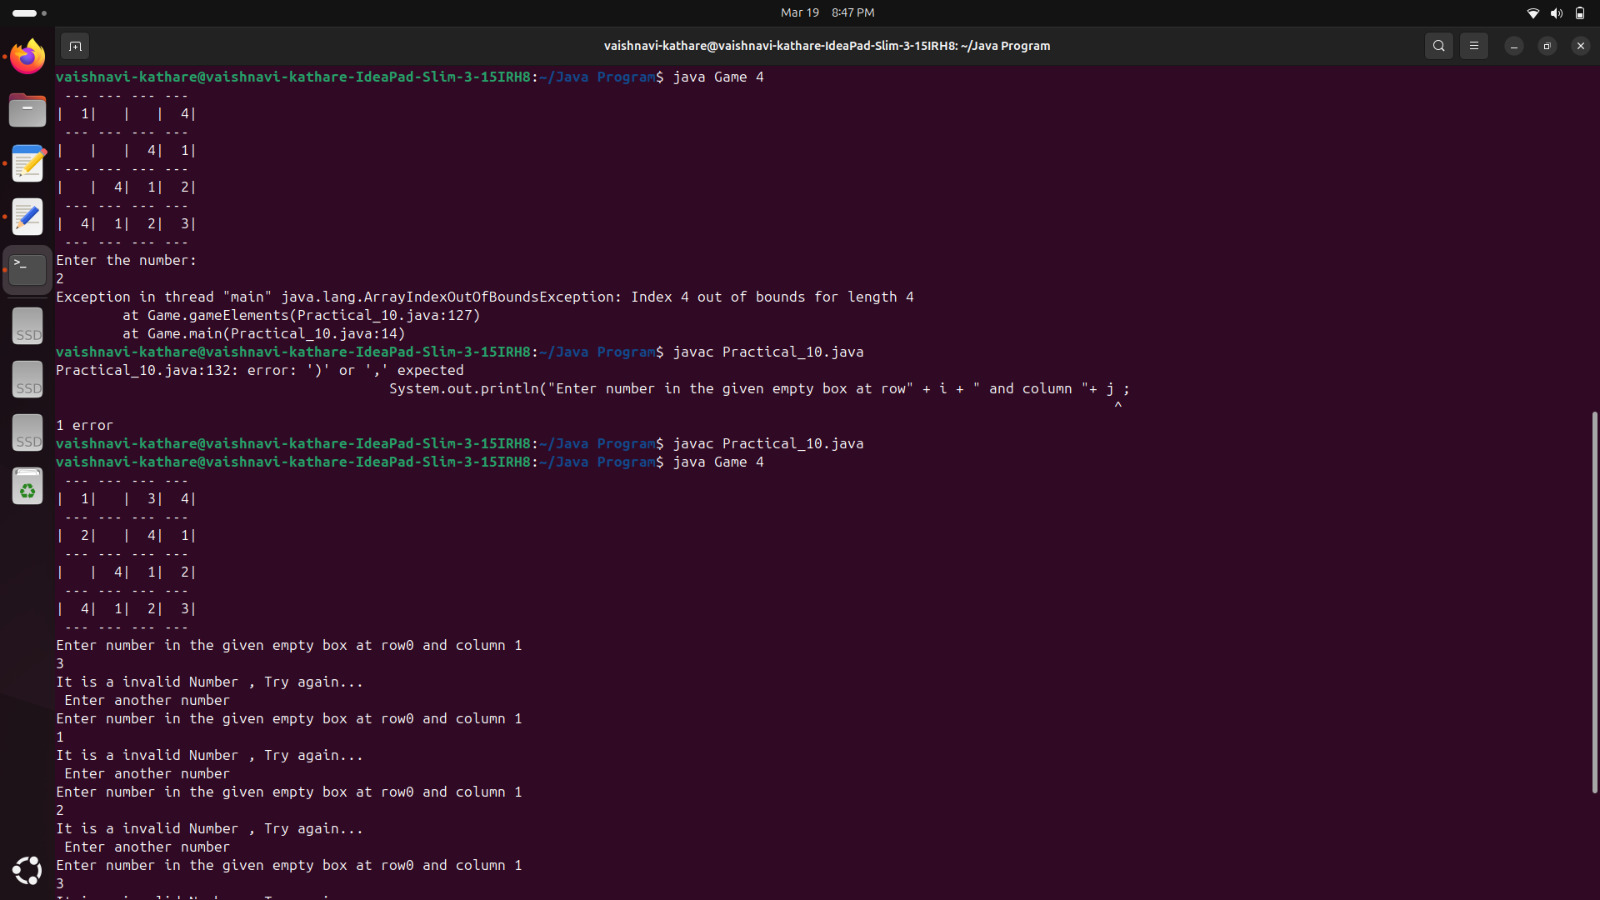 Mar 19 8:47 PM
vaishnavi-kathare@vaishnavi-kathare-IdeaPad-Slim-3-15IRH8: ~/Java Program
vaishnavi-kathare@vaishnavi-kathare-IdeaPad-Slim-3-15IRH8:~/Java Program$ java Game 4
 --- --- --- ---
|  1|   |   |  4|
 --- --- --- ---
|   |   |  4|  1|
 --- --- --- ---
|   |  4|  1|  2|
 --- --- --- ---
|  4|  1|  2|  3|
 --- --- --- ---
Enter the number:
2
Exception in thread "main" java.lang.ArrayIndexOutOfBoundsException: Index 4 out of bounds for length 4
        at Game.gameElements(Practical_10.java:127)
        at Game.main(Practical_10.java:14)
vaishnavi-kathare@vaishnavi-kathare-IdeaPad-Slim-3-15IRH8:~/Java Program$ javac Practical_10.java
Practical_10.java:132: error: ')' or ',' expected
                                        System.out.println("Enter number in the given empty box at row" + i + " and column "+ j ;
                                                                                                                               ^
1 error
vaishnavi-kathare@vaishnavi-kathare-IdeaPad-Slim-3-15IRH8:~/Java Program$ javac Practical_10.java
vaishnavi-kathare@vaishnavi-kathare-IdeaPad-Slim-3-15IRH8:~/Java Program$ java Game 4
 --- --- --- ---
|  1|   |  3|  4|
 --- --- --- ---
|  2|   |  4|  1|
 --- --- --- ---
|   |  4|  1|  2|
 --- --- --- ---
|  4|  1|  2|  3|
 --- --- --- ---
Enter number in the given empty box at row0 and column 1
3
It is a invalid Number , Try again...
 Enter another number
Enter number in the given empty box at row0 and column 1
1
It is a invalid Number , Try again...
 Enter another number
Enter number in the given empty box at row0 and column 1
2
It is a invalid Number , Try again...
 Enter another number
Enter number in the given empty box at row0 and column 1
3
SSD
SSD
SSD